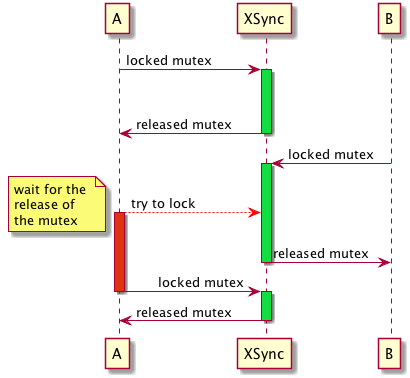 A
XSync
B
locked mutex
released mutex
locked mutex
wait for the
release of
the mutex
try to lock
released mutex
locked mutex
released mutex
A
XSync
B